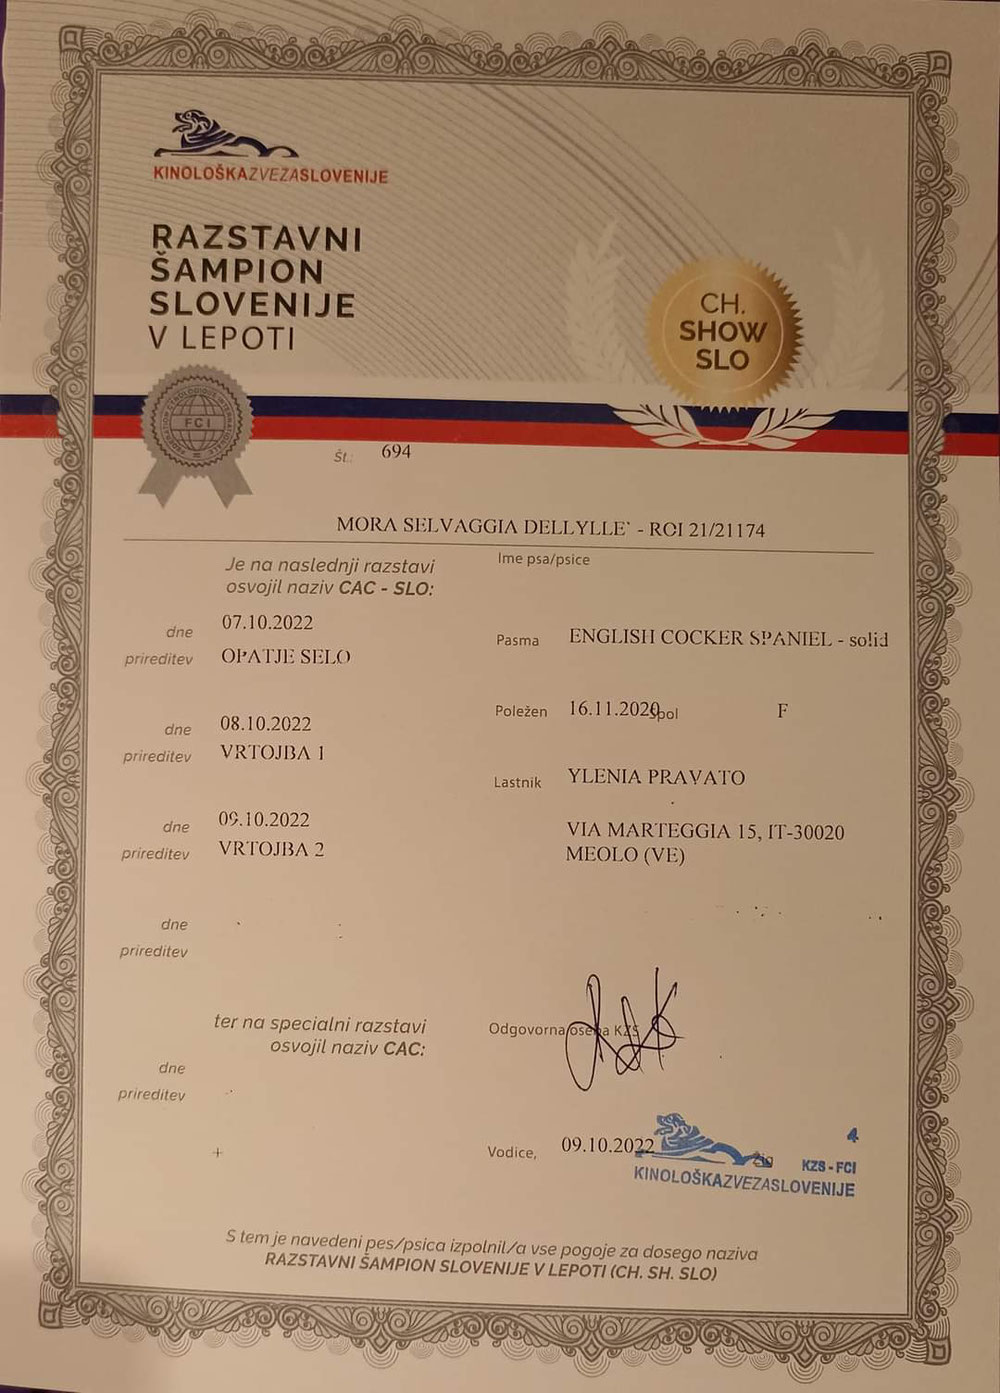 KINOLOŠKAZVEZASLOVENIJE
RAZSTAVNI
ŠAMPION
SLOVENIJE
V LEPOTI
CH.
SHOW
SLO
FCI
Št.: 694
MORA SELVAGGIA DELLYLLE` - ROI 21/21174
Ime psa/psice
Je na naslednji razstavi
osvojil naziv CAC - SLO:
dne 07.10.2022
prireditev OPATJE SELO
Pasma ENGLISH COCKER SPANIEL - solid
dne 08.10.2022
prireditev VRTOJBA 1
Poležen 16.11.2020 Spol F
Lastnik YLENIA PRAVATO
dne 09.10.2022
prireditev VRTOJBA 2
VIA MARTEGGIA 15, IT-30020
MEOLO (VE)
dne
prireditev
ter na specialni razstavi
osvojil naziv CAC:
Odgovorna oseba KZS
dne
prireditev
+
Vodice, 09.10.2022
Žig
4
KZS - FCI
KINOLOŠKAZVEZASLOVENIJE
S tem je navedeni pes/psica izpolnil/a vse pogoje za dosego naziva
RAZSTAVNI ŠAMPION SLOVENIJE V LEPOTI (CH. SH. SLO)